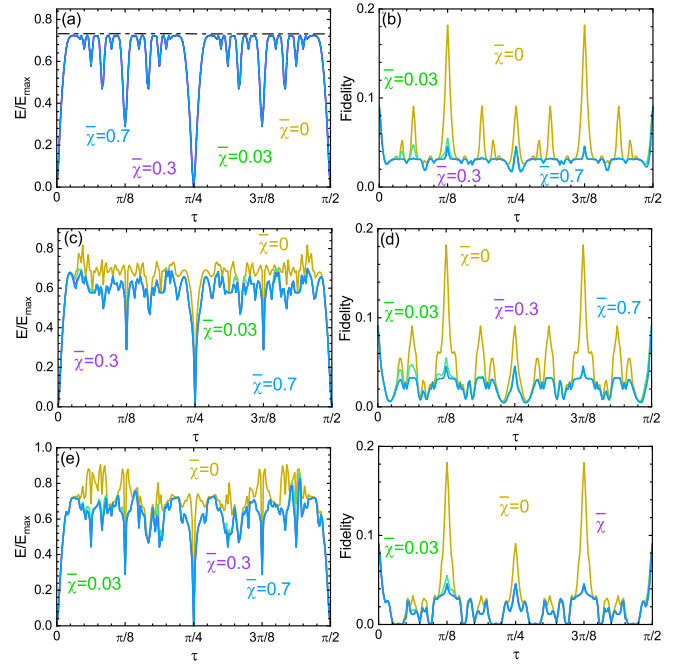 (a)
0.8
0.6
0.4
0.2
0.0
E/E_max
χ̄=0.7
χ̄=0.3
χ̄=0.03
χ̄=0
0 π/8 π/4 3π/8 π/2
τ
(b)
0.2
0.1
0.0
Fidelity
χ̄=0.03
χ̄=0
χ̄=0.3
χ̄=0.7
0 π/8 π/4 3π/8 π/2
τ
(c)
0.8
0.6
0.4
0.2
0.0
E/E_max
χ̄=0
χ̄=0.03
χ̄=0.3
χ̄=0.7
0 π/8 π/4 3π/8 π/2
τ
(d)
0.2
0.1
0.0
Fidelity
χ̄=0
χ̄=0.03
χ̄=0.3
χ̄=0.7
0 π/8 π/4 3π/8 π/2
τ
(e)
1.0
0.8
0.6
0.4
0.2
0.0
E/E_max
χ̄=0
χ̄=0.3
χ̄=0.03
χ̄=0.7
0 π/8 π/4 3π/8 π/2
τ
0.2
0.1
0.0
Fidelity
χ̄=0
χ̄
χ̄=0.03
0 π/8 π/4 3π/8 π/2
τ